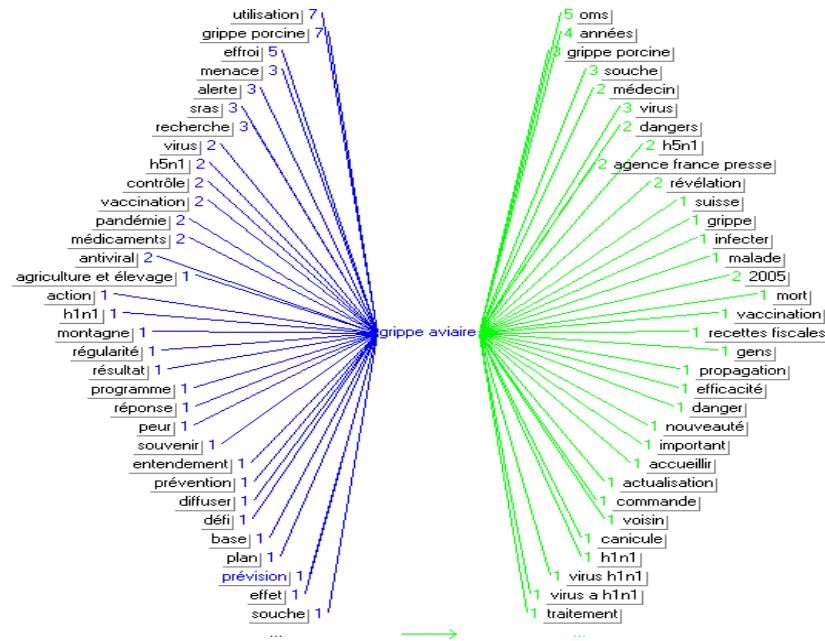 utilisation 7
grippe porcine 7
effroi 5
menace 3
alerte 3
sras 3
recherche 3
virus 2
h5n1 2
contrôle 2
vaccination 2
pandémie 2
médicaments 2
antiviral 2
agriculture et élevage 1
action 1
h1n1 1
montagne 1
régularité 1
résultat 1
programme 1
réponse 1
peur 1
souvenir 1
entendement 1
prévention 1
diffuser 1
défi 1
base 1
plan 1
prévision 1
effet 1
souche 1
...
grippe aviaire
5 oms
4 années
3 grippe porcine
3 souche
2 médecin
3 virus
2 dangers
2 h5n1
2 agence france presse
2 révélation
1 suisse
1 grippe
1 infecter
1 malade
2 2005
1 mort
1 vaccination
1 recettes fiscales
1 gens
1 propagation
1 efficacité
1 danger
1 nouveauté
1 important
1 accueillir
1 actualisation
1 commande
1 voisin
1 canicule
1 h1n1
1 virus h1n1
1 virus a h1n1
1 traitement
...